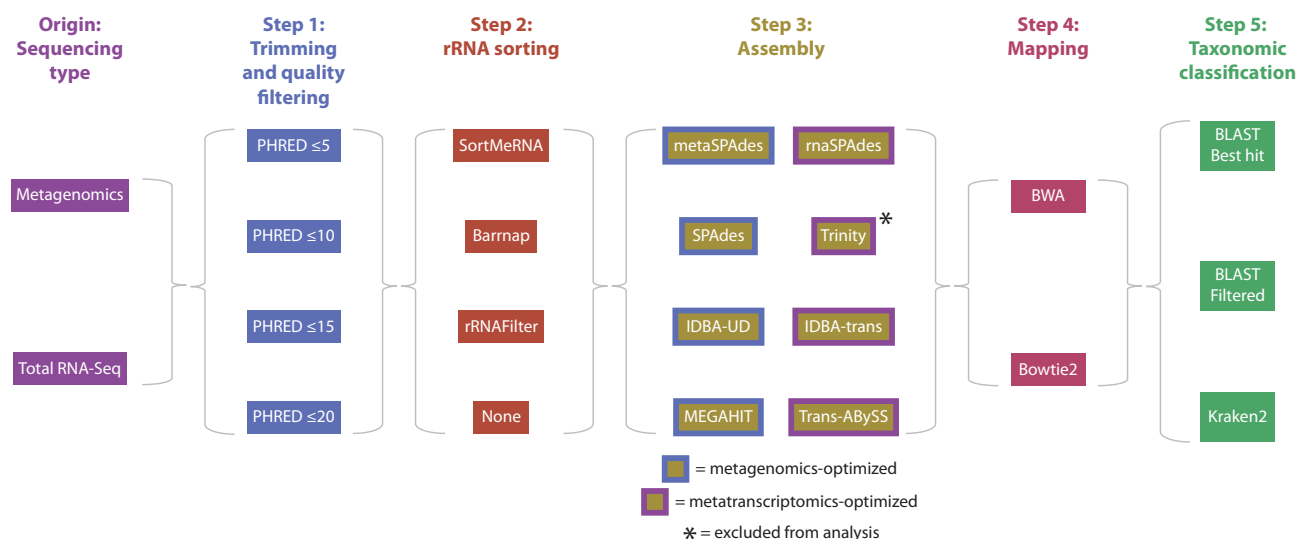 Origin:
Sequencing
type
Step 1:
Trimming
and quality
filtering
Step 2:
rRNA sorting
Step 3:
Assembly
Step 4:
Mapping
Step 5:
Taxonomic
classification
Metagenomics
Total RNA-Seq
PHRED ≤5
PHRED ≤10
PHRED ≤15
PHRED ≤20
SortMeRNA
Barrnap
rRNAFilter
None
metaSPAdes
rnaSPAdes
SPAdes
Trinity *
IDBA-UD
IDBA-trans
MEGAHIT
Trans-ABySS
= metagenomics-optimized
= metatranscriptomics-optimized
* = excluded from analysis
BWA
Bowtie2
BLAST
Best hit
BLAST
Filtered
Kraken2